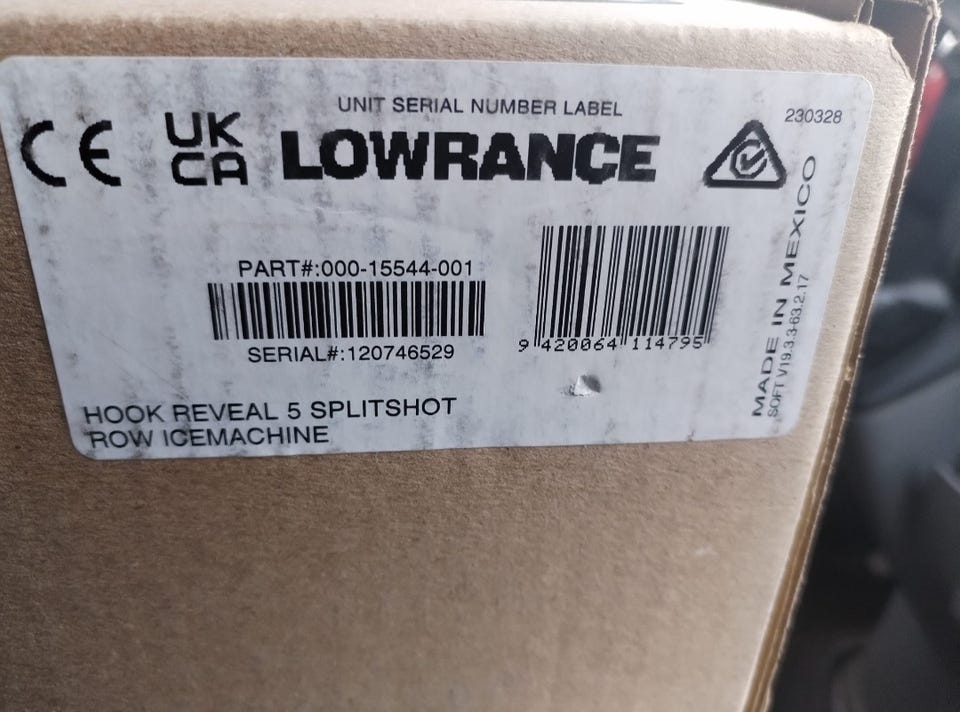 UNIT SERIAL NUMBER LABEL
230328
CE
UK
CA
LOWRANCE
PART#:000-15544-001
SERIAL#:120746529
9 420064 114795
HOOK REVEAL 5 SPLITSHOT
ROW ICEMACHINE
MADE IN MEXICO
SOFT V19.3.3-63.2.17